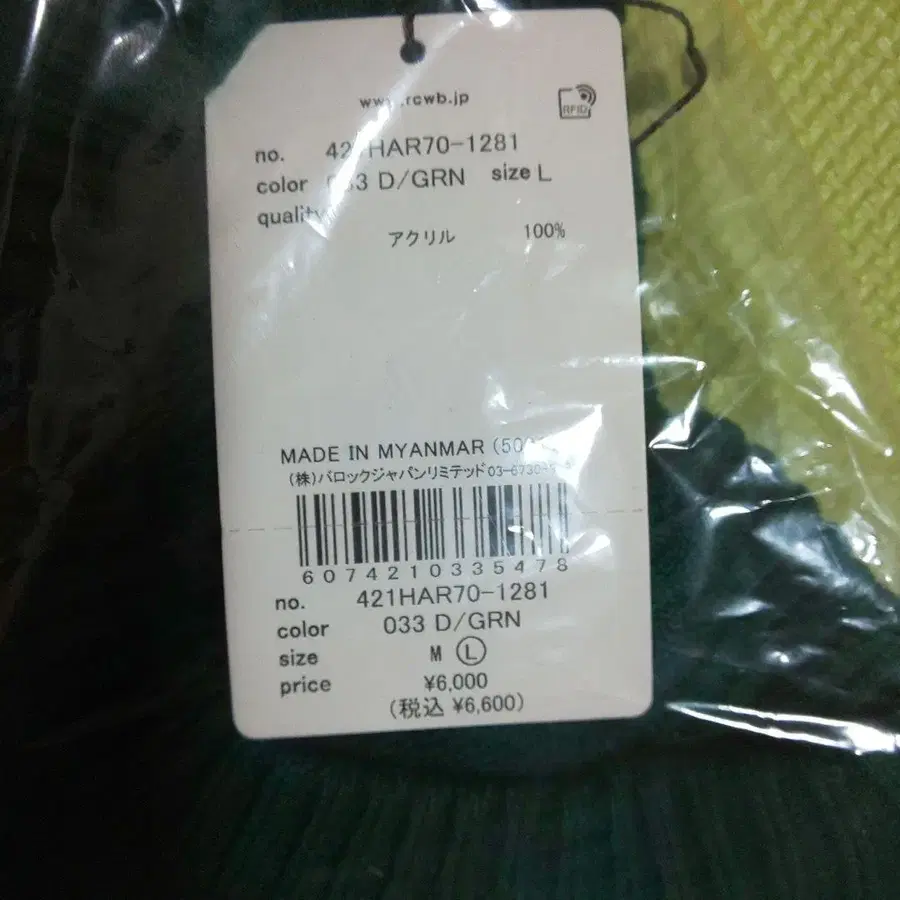 www.rcwb.jp
RFID
no. 421HAR70-1281
color 033 D/GRN size L
quality
アクリル 100%
MADE IN MYANMAR
(株)バロックジャパンリミテッド
6074210335478
no. 421HAR70-1281
color 033 D/GRN
size M L
price ¥6,000
(税込 ¥6,600)